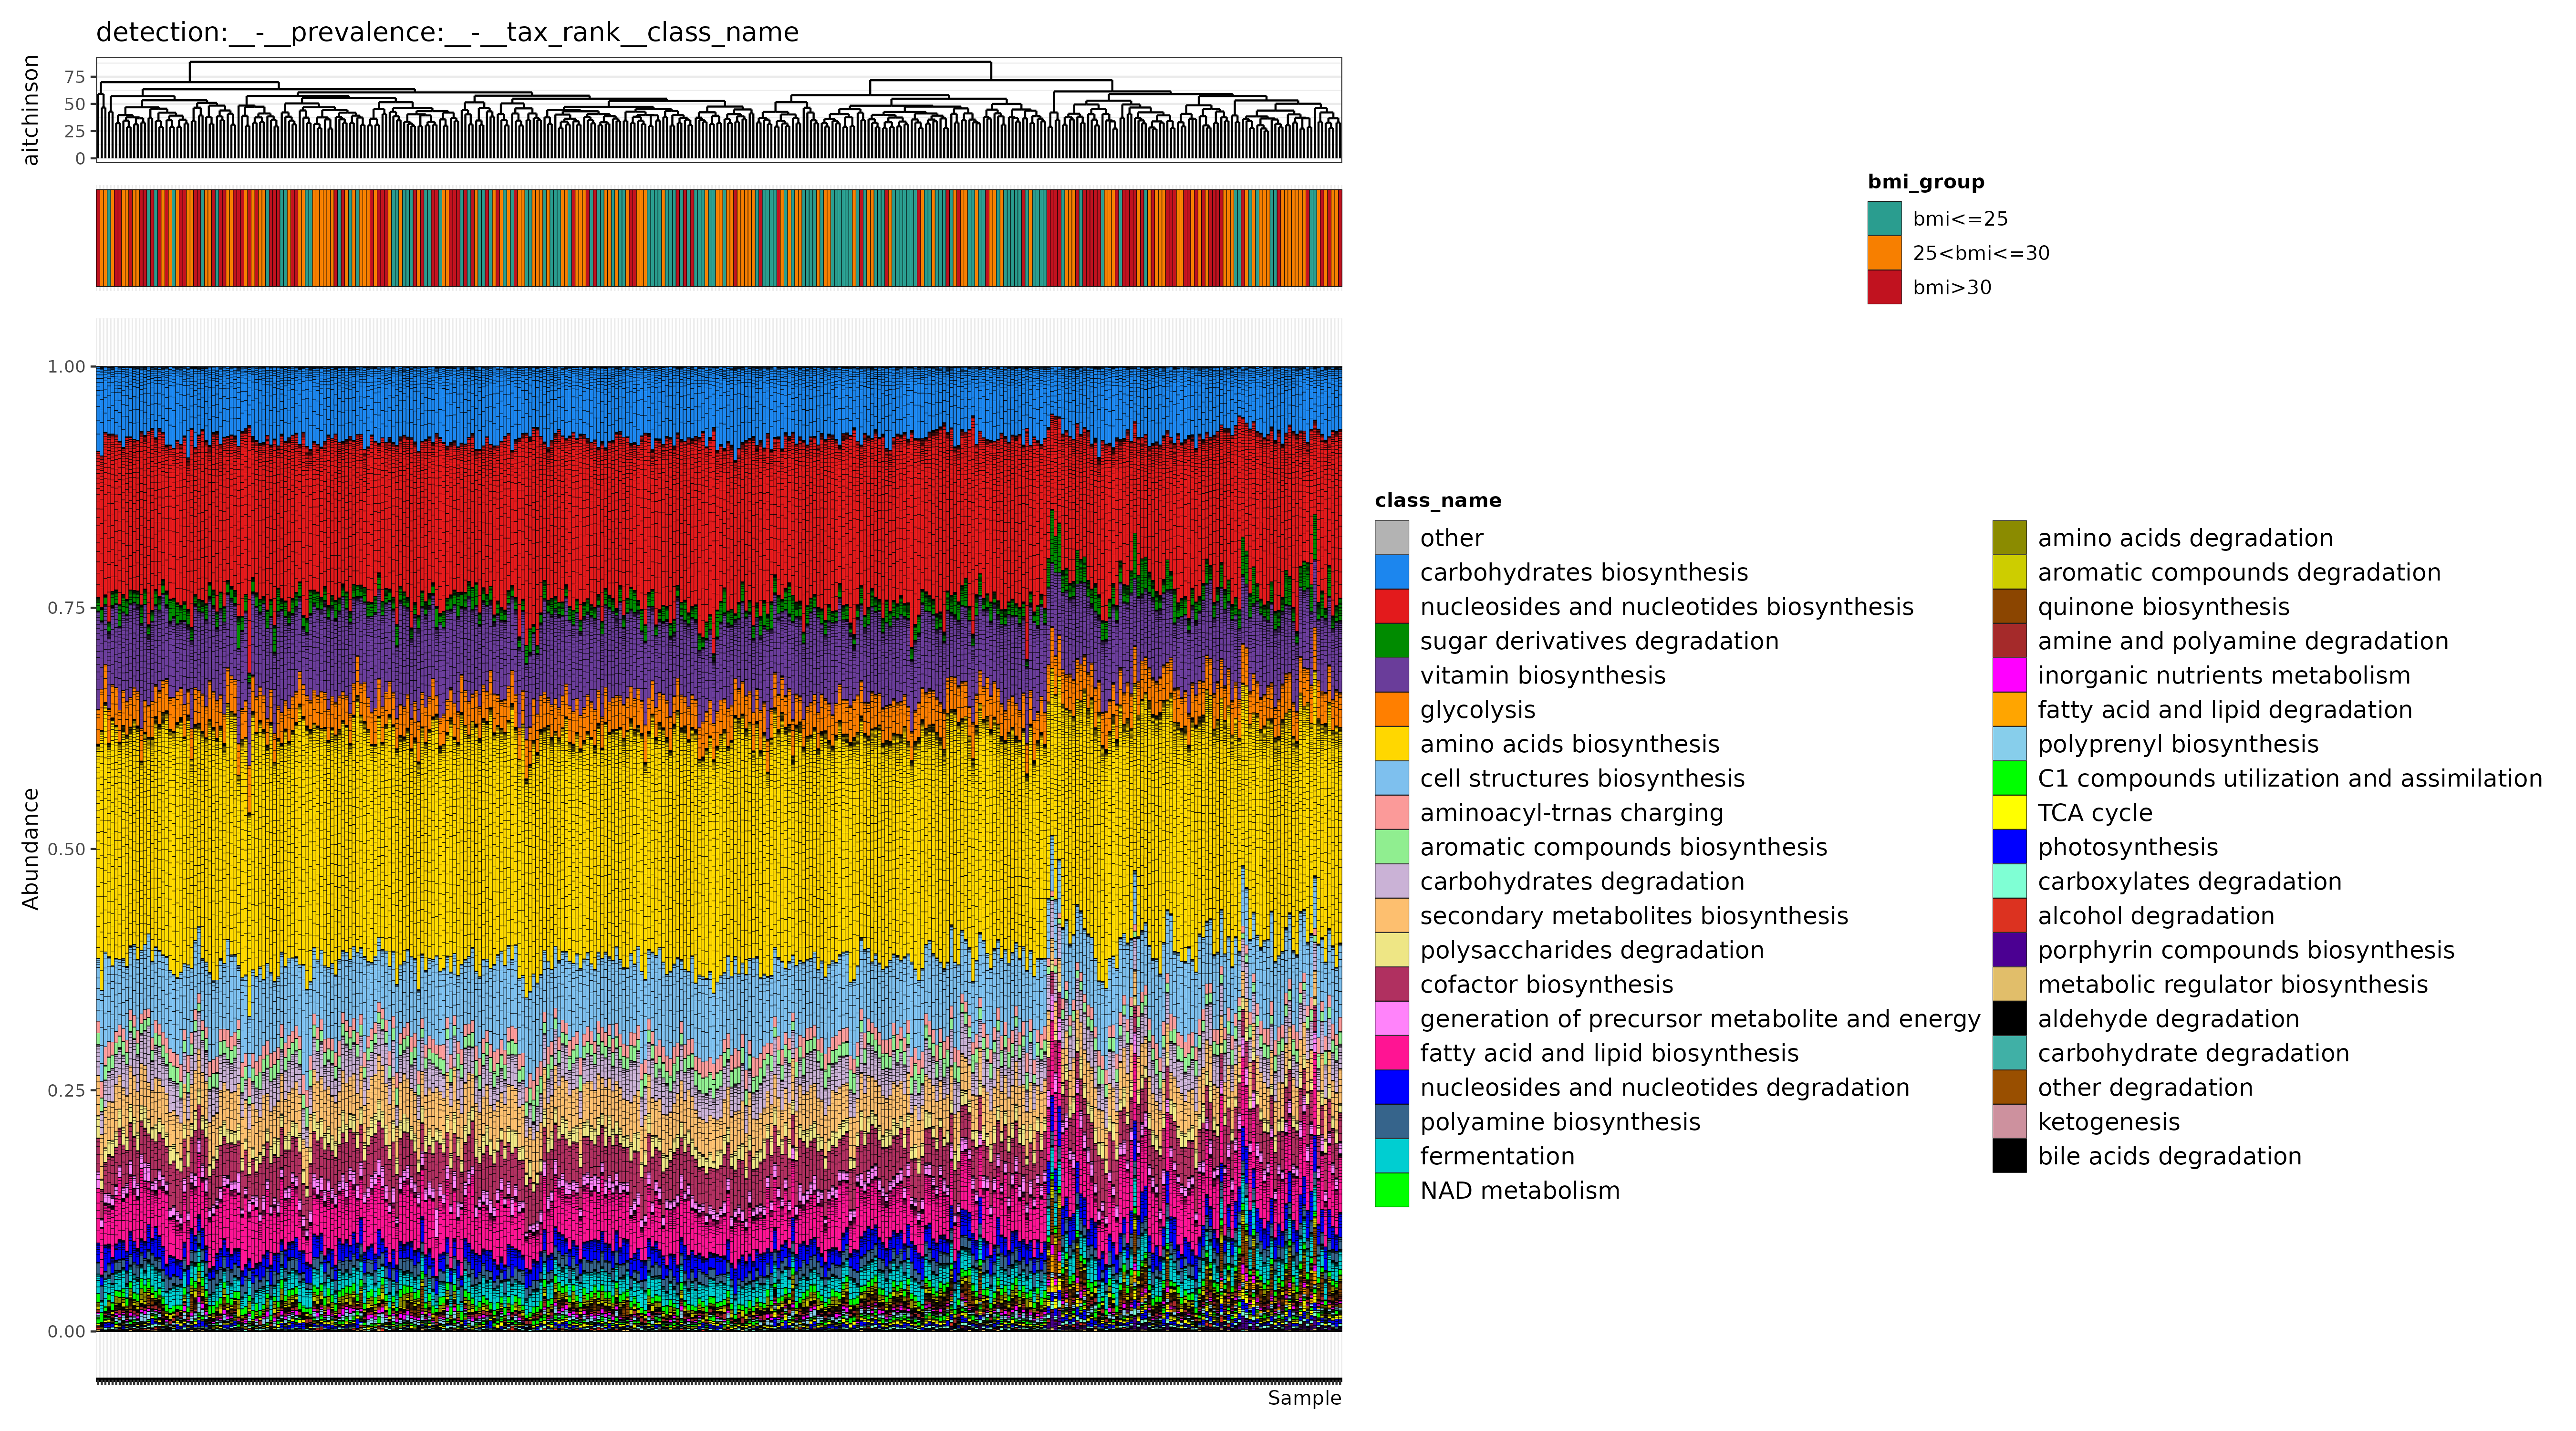 detection:__-__prevalence:__-__tax_rank__class_name
aitchinson
75
50
25
0
bmi_group
bmi<=25
25<bmi<=30
bmi>30
Abundance
1.00
0.75
0.50
0.25
0.00
Sample
class_name
other
carbohydrates biosynthesis
nucleosides and nucleotides biosynthesis
sugar derivatives degradation
vitamin biosynthesis
glycolysis
amino acids biosynthesis
cell structures biosynthesis
aminoacyl-trnas charging
aromatic compounds biosynthesis
carbohydrates degradation
secondary metabolites biosynthesis
polysaccharides degradation
cofactor biosynthesis
generation of precursor metabolite and energy
fatty acid and lipid biosynthesis
nucleosides and nucleotides degradation
polyamine biosynthesis
fermentation
NAD metabolism
amino acids degradation
aromatic compounds degradation
quinone biosynthesis
amine and polyamine degradation
inorganic nutrients metabolism
fatty acid and lipid degradation
polyprenyl biosynthesis
C1 compounds utilization and assimilation
TCA cycle
photosynthesis
carboxylates degradation
alcohol degradation
porphyrin compounds biosynthesis
metabolic regulator biosynthesis
aldehyde degradation
carbohydrate degradation
other degradation
ketogenesis
bile acids degradation